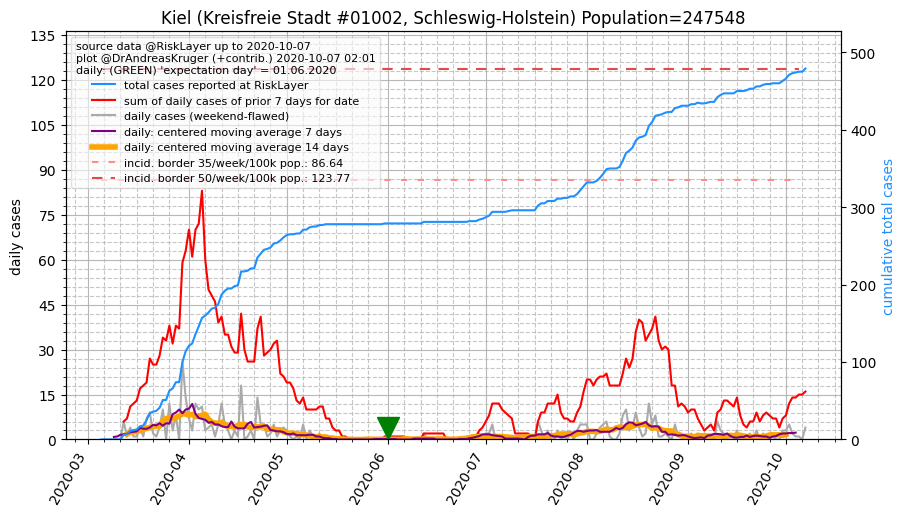 Kiel (Kreisfreie Stadt #01002, Schleswig-Holstein) Population=247548
source data @RiskLayer up to 2020-10-07
plot @DrAndreasKruger (+contrib.) 2020-10-07 02:01
daily: (GREEN) 'expectation day' = 01.06.2020
total cases reported at RiskLayer
sum of daily cases of prior 7 days for date
daily cases (weekend-flawed)
daily: centered moving average 7 days
daily: centered moving average 14 days
incid. border 35/week/100k pop.: 86.64
incid. border 50/week/100k pop.: 123.77
daily cases
135
120
105
90
75
60
45
30
15
0
cumulative total cases
500
400
300
200
100
0
2020-03
2020-04
2020-05
2020-06
2020-07
2020-08
2020-09
2020-10